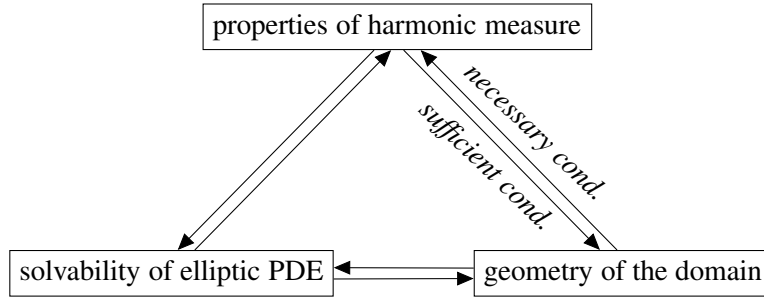 properties of harmonic measure
necessary cond.
sufficient cond.
solvability of elliptic PDE
geometry of the domain